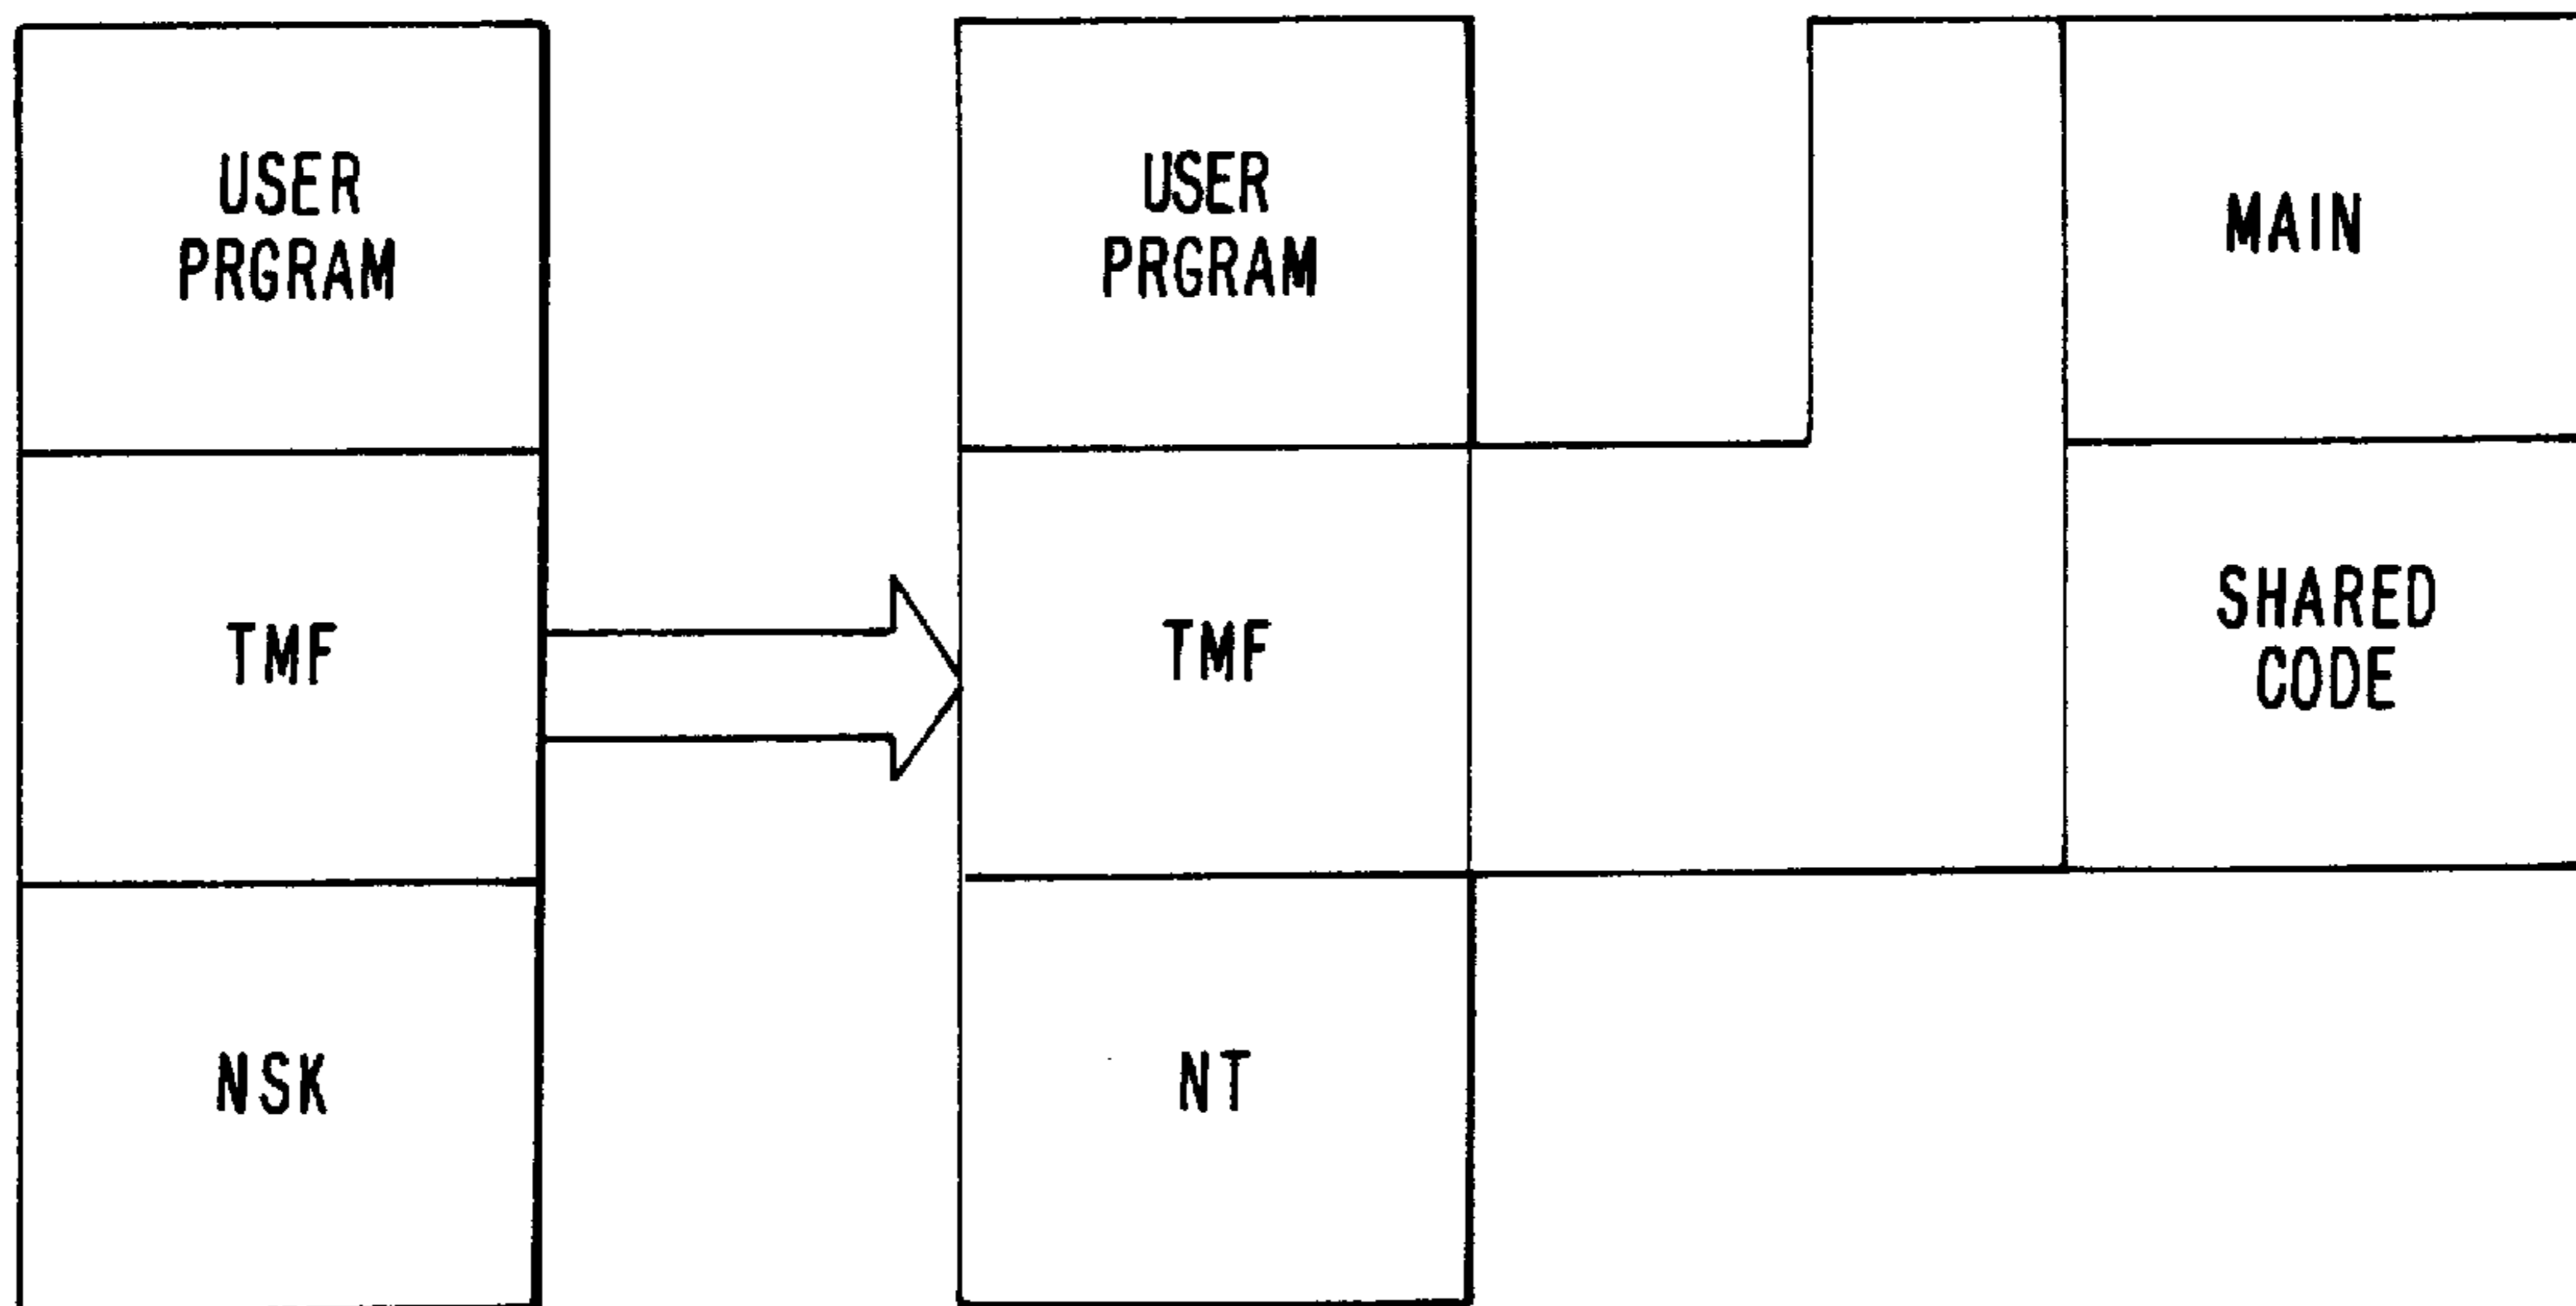 USER
PRGRAM
TMF
NSK
USER
PRGRAM
TMF
NT
MAIN
SHARED
CODE